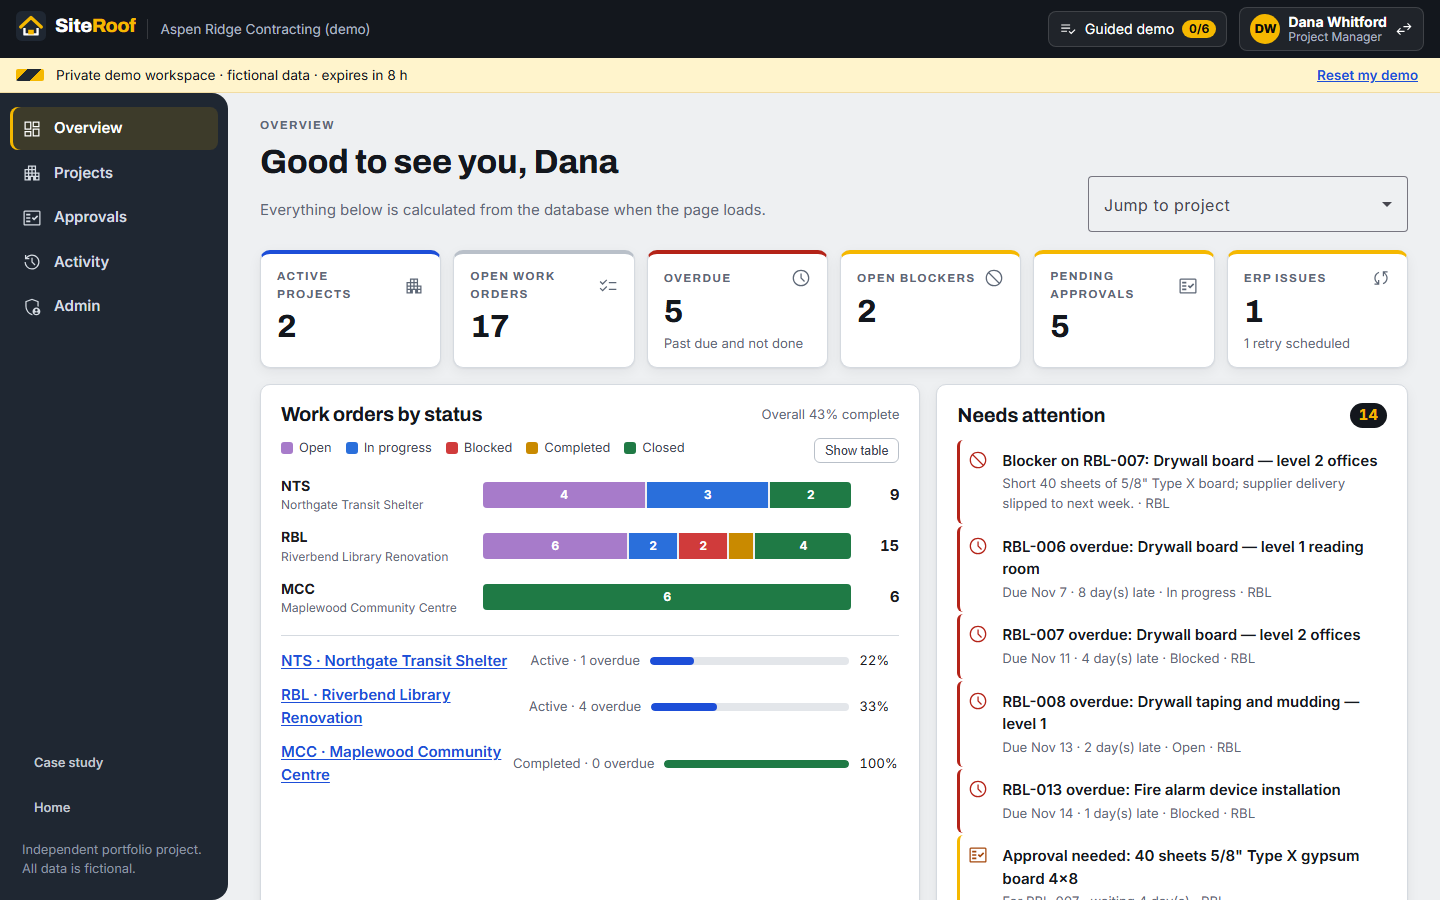 SiteRoof
Aspen Ridge Contracting (demo)
Guided demo 0/6
DW
Dana Whitford
Project Manager
Private demo workspace · fictional data · expires in 8 h
Reset my demo
Overview
Projects
Approvals
Activity
Admin
Case study
Home
Independent portfolio project.
All data is fictional.
OVERVIEW
Good to see you, Dana
Everything below is calculated from the database when the page loads.
Jump to project
ACTIVE
PROJECTS
2
OPEN WORK
ORDERS
17
OVERDUE
5
Past due and not done
OPEN BLOCKERS
2
PENDING
APPROVALS
5
ERP ISSUES
1
1 retry scheduled
Work orders by status
Overall 43% complete
Open In progress Blocked Completed Closed
Show table
NTS
Northgate Transit Shelter
4 3 2 9
RBL
Riverbend Library Renovation
6 2 2 4 15
MCC
Maplewood Community Centre
6 6
NTS · Northgate Transit Shelter Active · 1 overdue 22%
RBL · Riverbend Library
Renovation
Active · 4 overdue 33%
MCC · Maplewood Community
Centre
Completed · 0 overdue 100%
Needs attention 14
Blocker on RBL-007: Drywall board — level 2 offices
Short 40 sheets of 5/8" Type X board; supplier delivery
slipped to next week. · RBL
RBL-006 overdue: Drywall board — level 1 reading
room
Due Nov 7 · 8 day(s) late · In progress · RBL
RBL-007 overdue: Drywall board — level 2 offices
Due Nov 11 · 4 day(s) late · Blocked · RBL
RBL-008 overdue: Drywall taping and mudding —
level 1
Due Nov 13 · 2 day(s) late · Open · RBL
RBL-013 overdue: Fire alarm device installation
Due Nov 14 · 1 day(s) late · Blocked · RBL
Approval needed: 40 sheets 5/8" Type X gypsum
board 4×8
For RBL-007 · waiting 4 day(s) · RBL